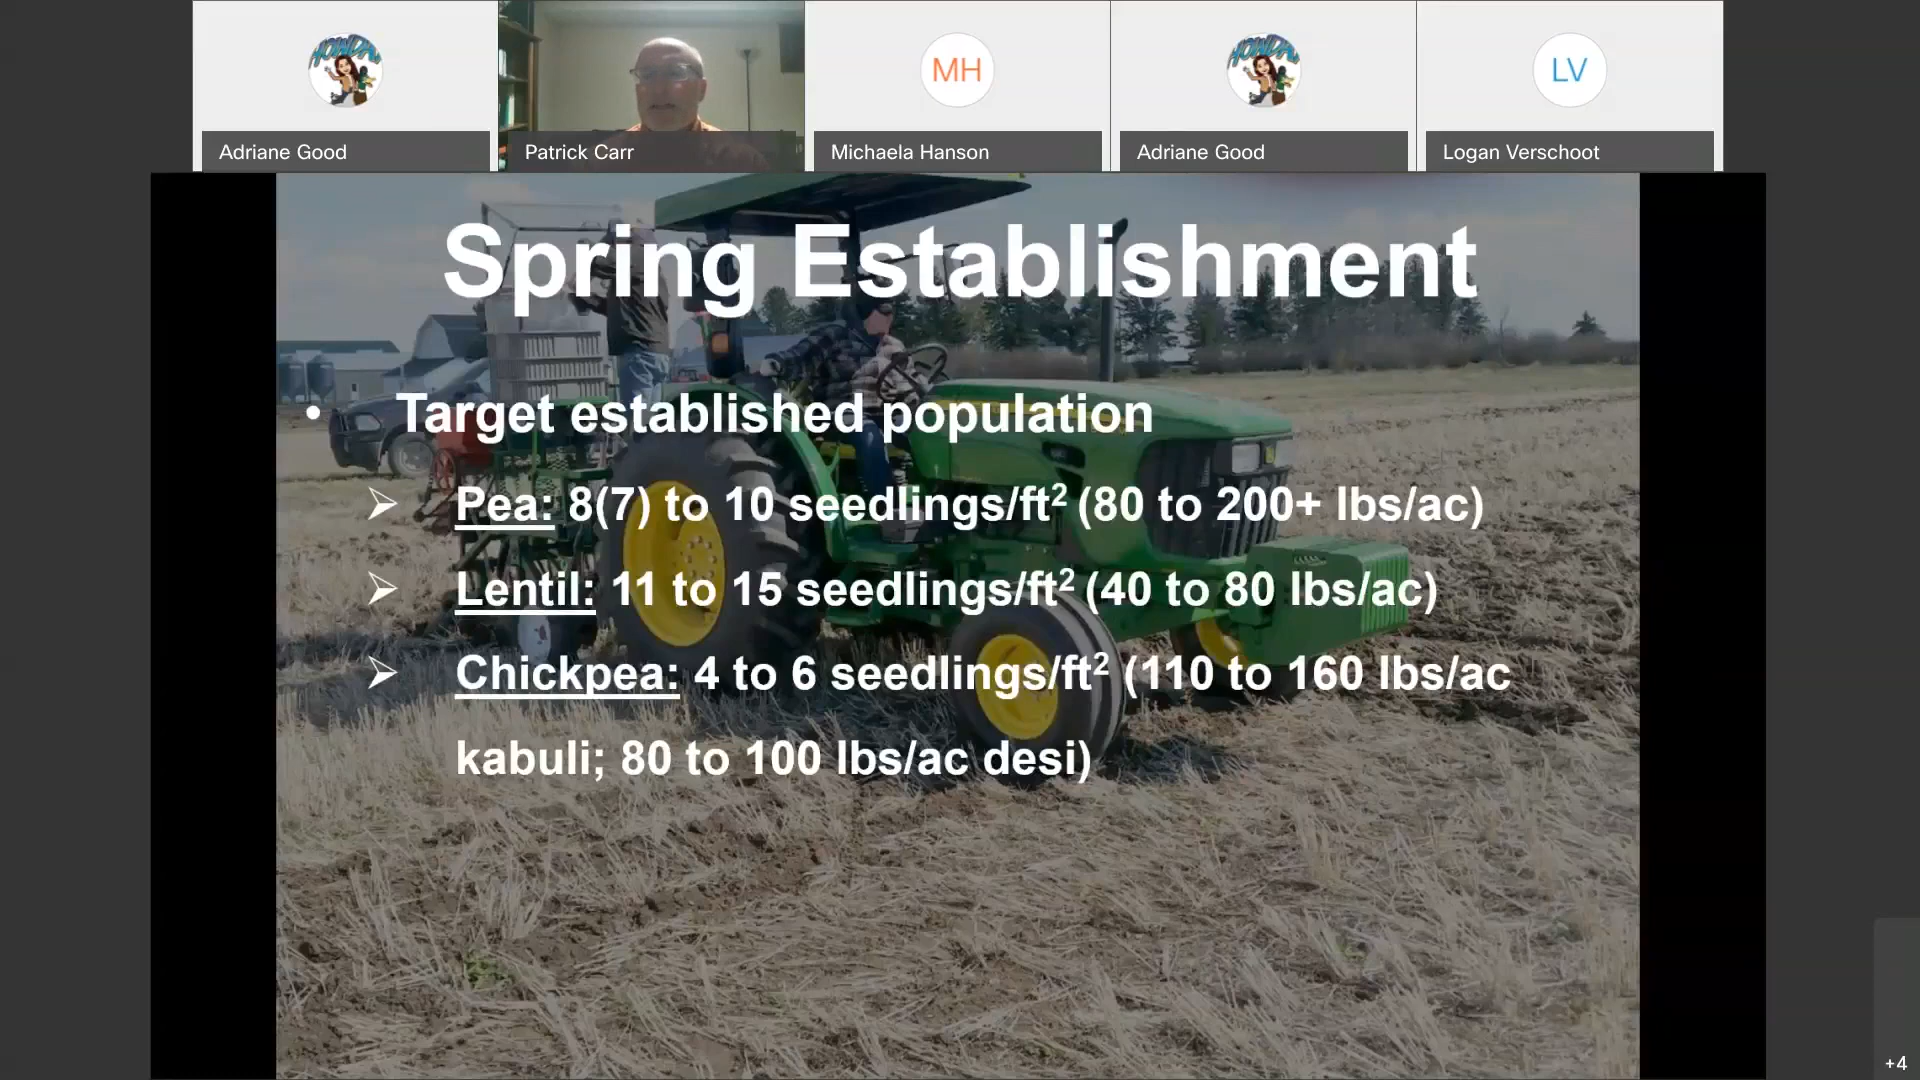 HOWDY
HOWDY
MH
LV
Adriane Good
Patrick Carr
Michaela Hanson
Adriane Good
Logan Verschoot
Spring Establishment
• Target established population
➢ Pea: 8(7) to 10 seedlings/ft² (80 to 200+ lbs/ac)
➢ Lentil: 11 to 15 seedlings/ft² (40 to 80 lbs/ac)
➢ Chickpea: 4 to 6 seedlings/ft² (110 to 160 lbs/ac
kabuli; 80 to 100 lbs/ac desi)
+4